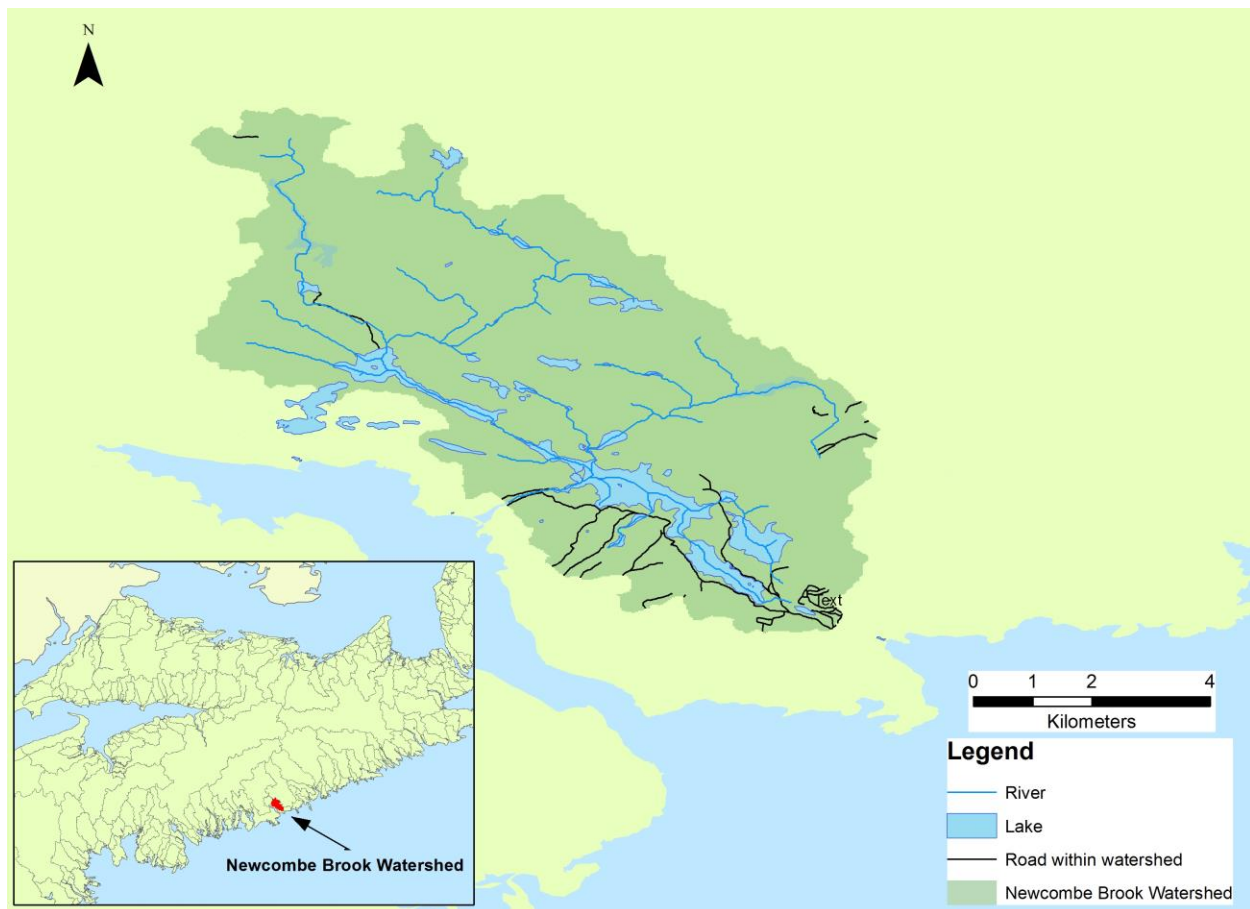 N
Text
Newcombe Brook Watershed
0 1 2 4
Kilometers
Legend
River
Lake
Road within watershed
Newcombe Brook Watershed